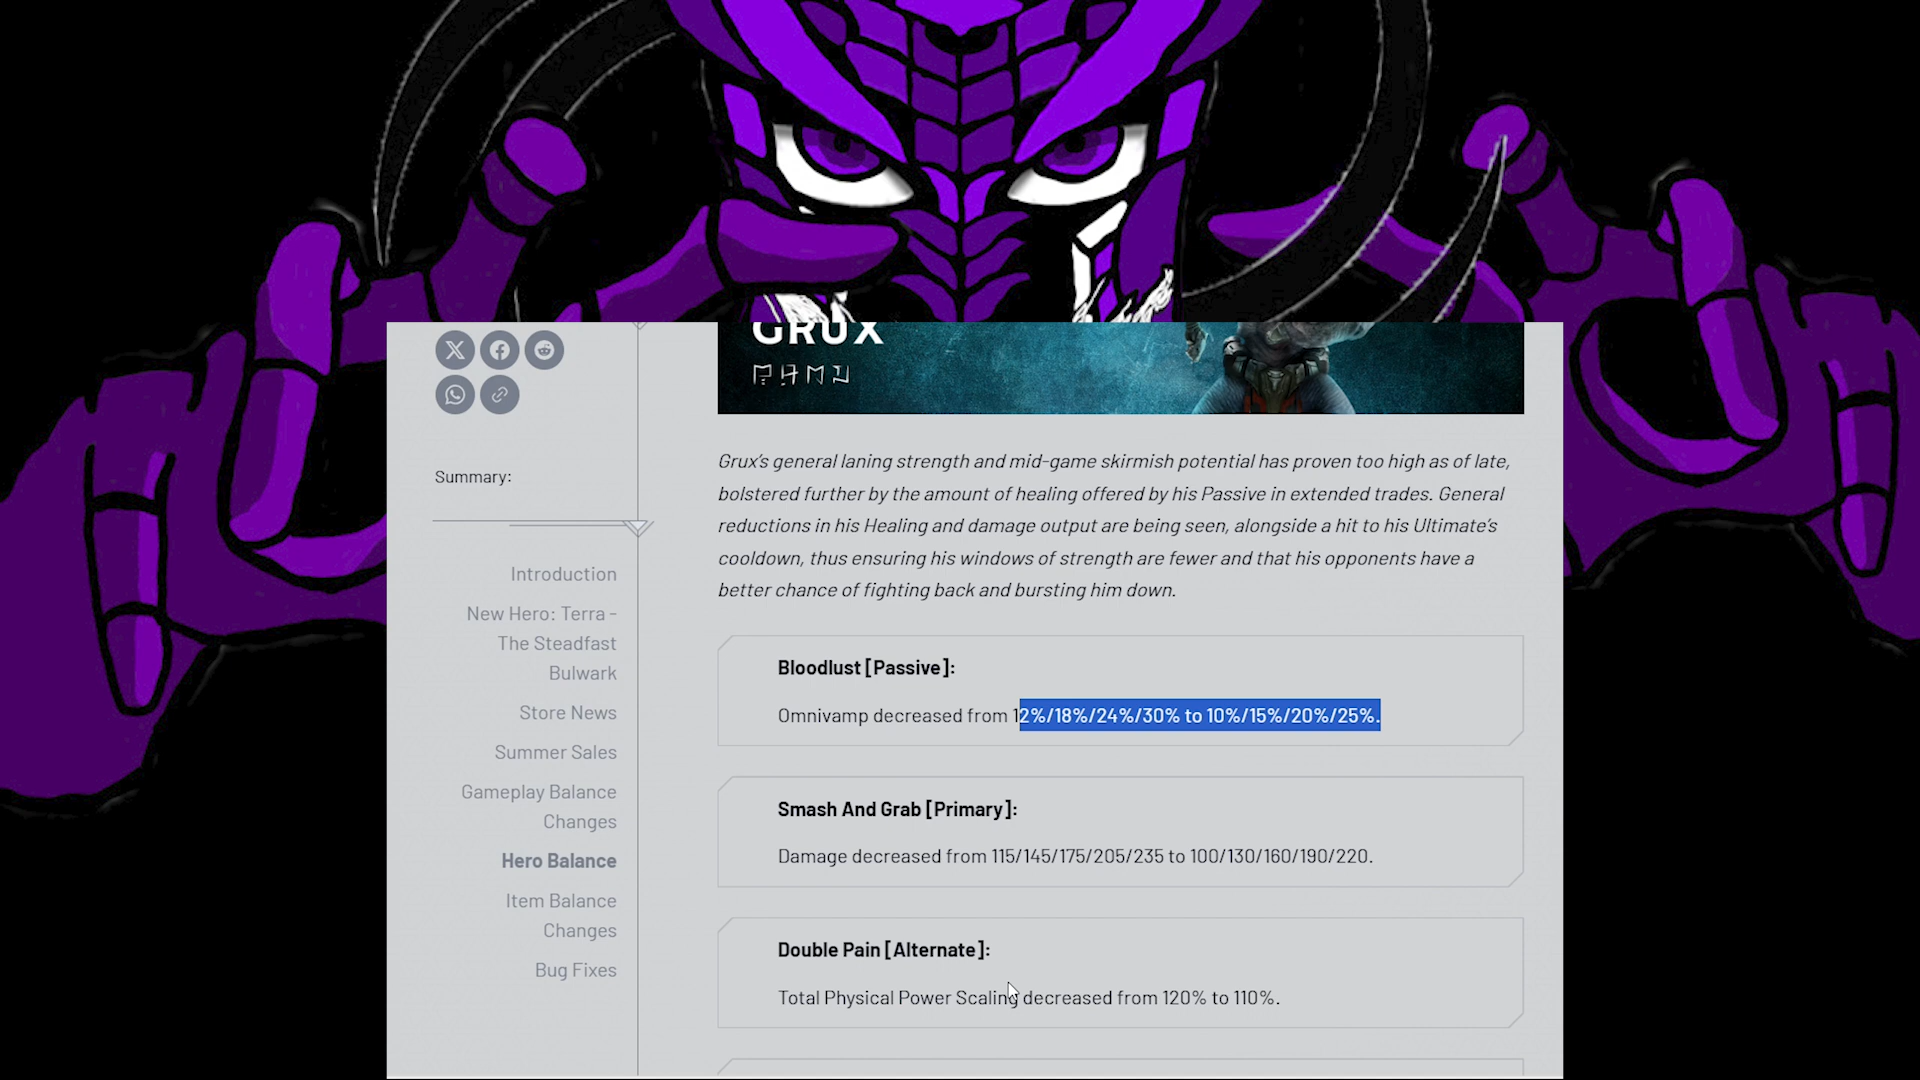 GRUX
Summary:
Introduction
New Hero: Terra -
The Steadfast
Bulwark
Store News
Summer Sales
Gameplay Balance
Changes
Hero Balance
Item Balance
Changes
Bug Fixes
Grux's general laning strength and mid-game skirmish potential has proven too high as of late,
bolstered further by the amount of healing offered by his Passive in extended trades. General
reductions in his Healing and damage output are being seen, alongside a hit to his Ultimate's
cooldown, thus ensuring his windows of strength are fewer and that his opponents have a
better chance of fighting back and bursting him down.
Bloodlust [Passive]:
Omnivamp decreased from 12%/18%/24%/30% to 10%/15%/20%/25%.
Smash And Grab [Primary]:
Damage decreased from 115/145/175/205/235 to 100/130/160/190/220.
Double Pain [Alternate]:
Total Physical Power Scaling decreased from 120% to 110%.